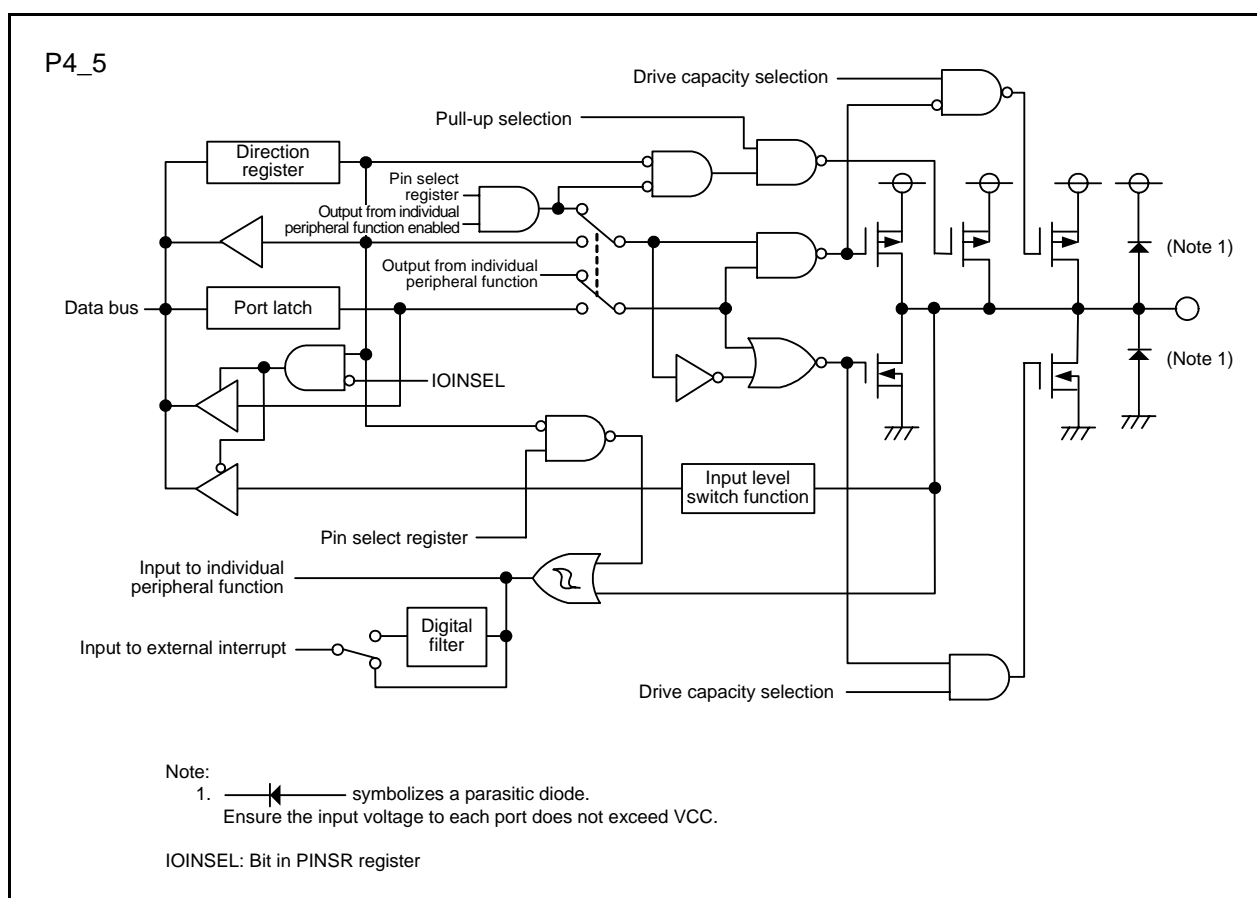 P4_5
Drive capacity selection
Pull-up selection
Direction
register
Pin select
register
Output from individual
peripheral function enabled
(Note 1)
Output from individual
peripheral function
Data bus
Port latch
(Note 1)
IOINSEL
Input level
switch function
Pin select register
Input to individual
peripheral function
Digital
filter
Input to external interrupt
Drive capacity selection
Note:
1. symbolizes a parasitic diode.
Ensure the input voltage to each port does not exceed VCC.
IOINSEL: Bit in PINSR register